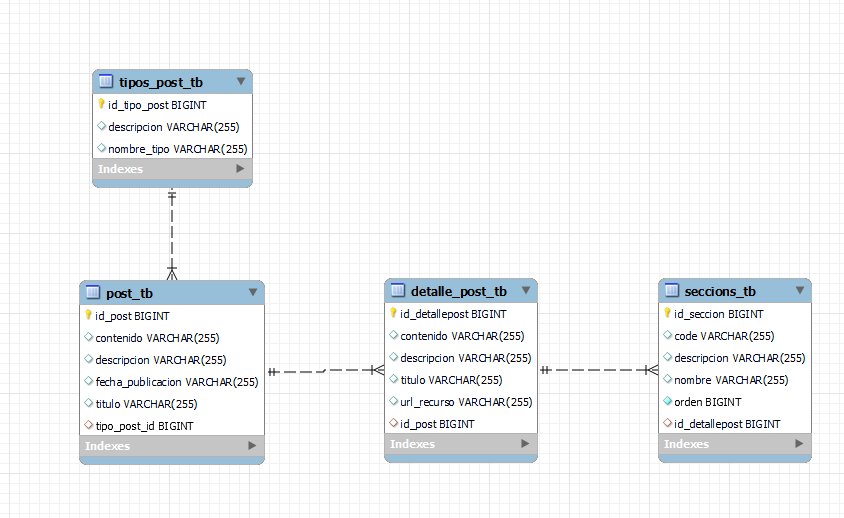 tipos_post_tb
id_tipo_post BIGINT
descripcion VARCHAR(255)
nombre_tipo VARCHAR(255)
Indexes
post_tb
id_post BIGINT
contenido VARCHAR(255)
descripcion VARCHAR(255)
fecha_publicacion VARCHAR(255)
titulo VARCHAR(255)
tipo_post_id BIGINT
Indexes
detalle_post_tb
id_detallepost BIGINT
contenido VARCHAR(255)
descripcion VARCHAR(255)
titulo VARCHAR(255)
url_recurso VARCHAR(255)
id_post BIGINT
Indexes
seccions_tb
id_seccion BIGINT
code VARCHAR(255)
descripcion VARCHAR(255)
nombre VARCHAR(255)
orden BIGINT
id_detallepost BIGINT
Indexes